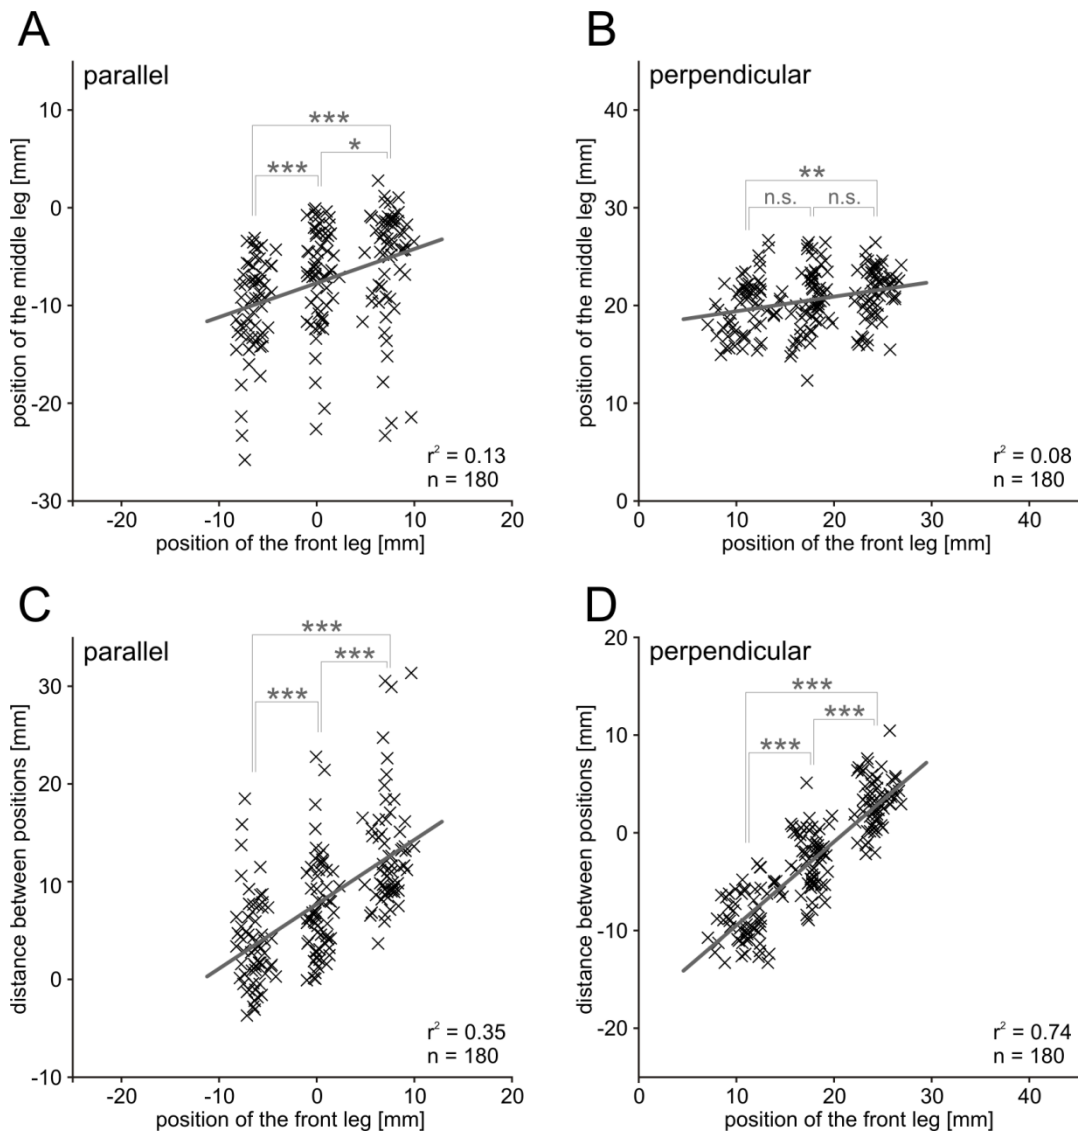 A
parallel
10
0
-10
-20
-30
-20
-10
0
10
20
position of the middle leg [mm]
position of the front leg [mm]
***
***
*
r² = 0.13
n = 180
B
perpendicular
40
30
20
10
0
0
10
20
30
40
position of the middle leg [mm]
position of the front leg [mm]
**
n.s.
n.s.
r² = 0.08
n = 180
C
parallel
30
20
10
0
-10
-20
-10
0
10
20
distance between positions [mm]
position of the front leg [mm]
***
***
***
r² = 0.35
n = 180
D
perpendicular
20
10
0
-10
-20
0
10
20
30
40
distance between positions [mm]
position of the front leg [mm]
***
***
***
r² = 0.74
n = 180